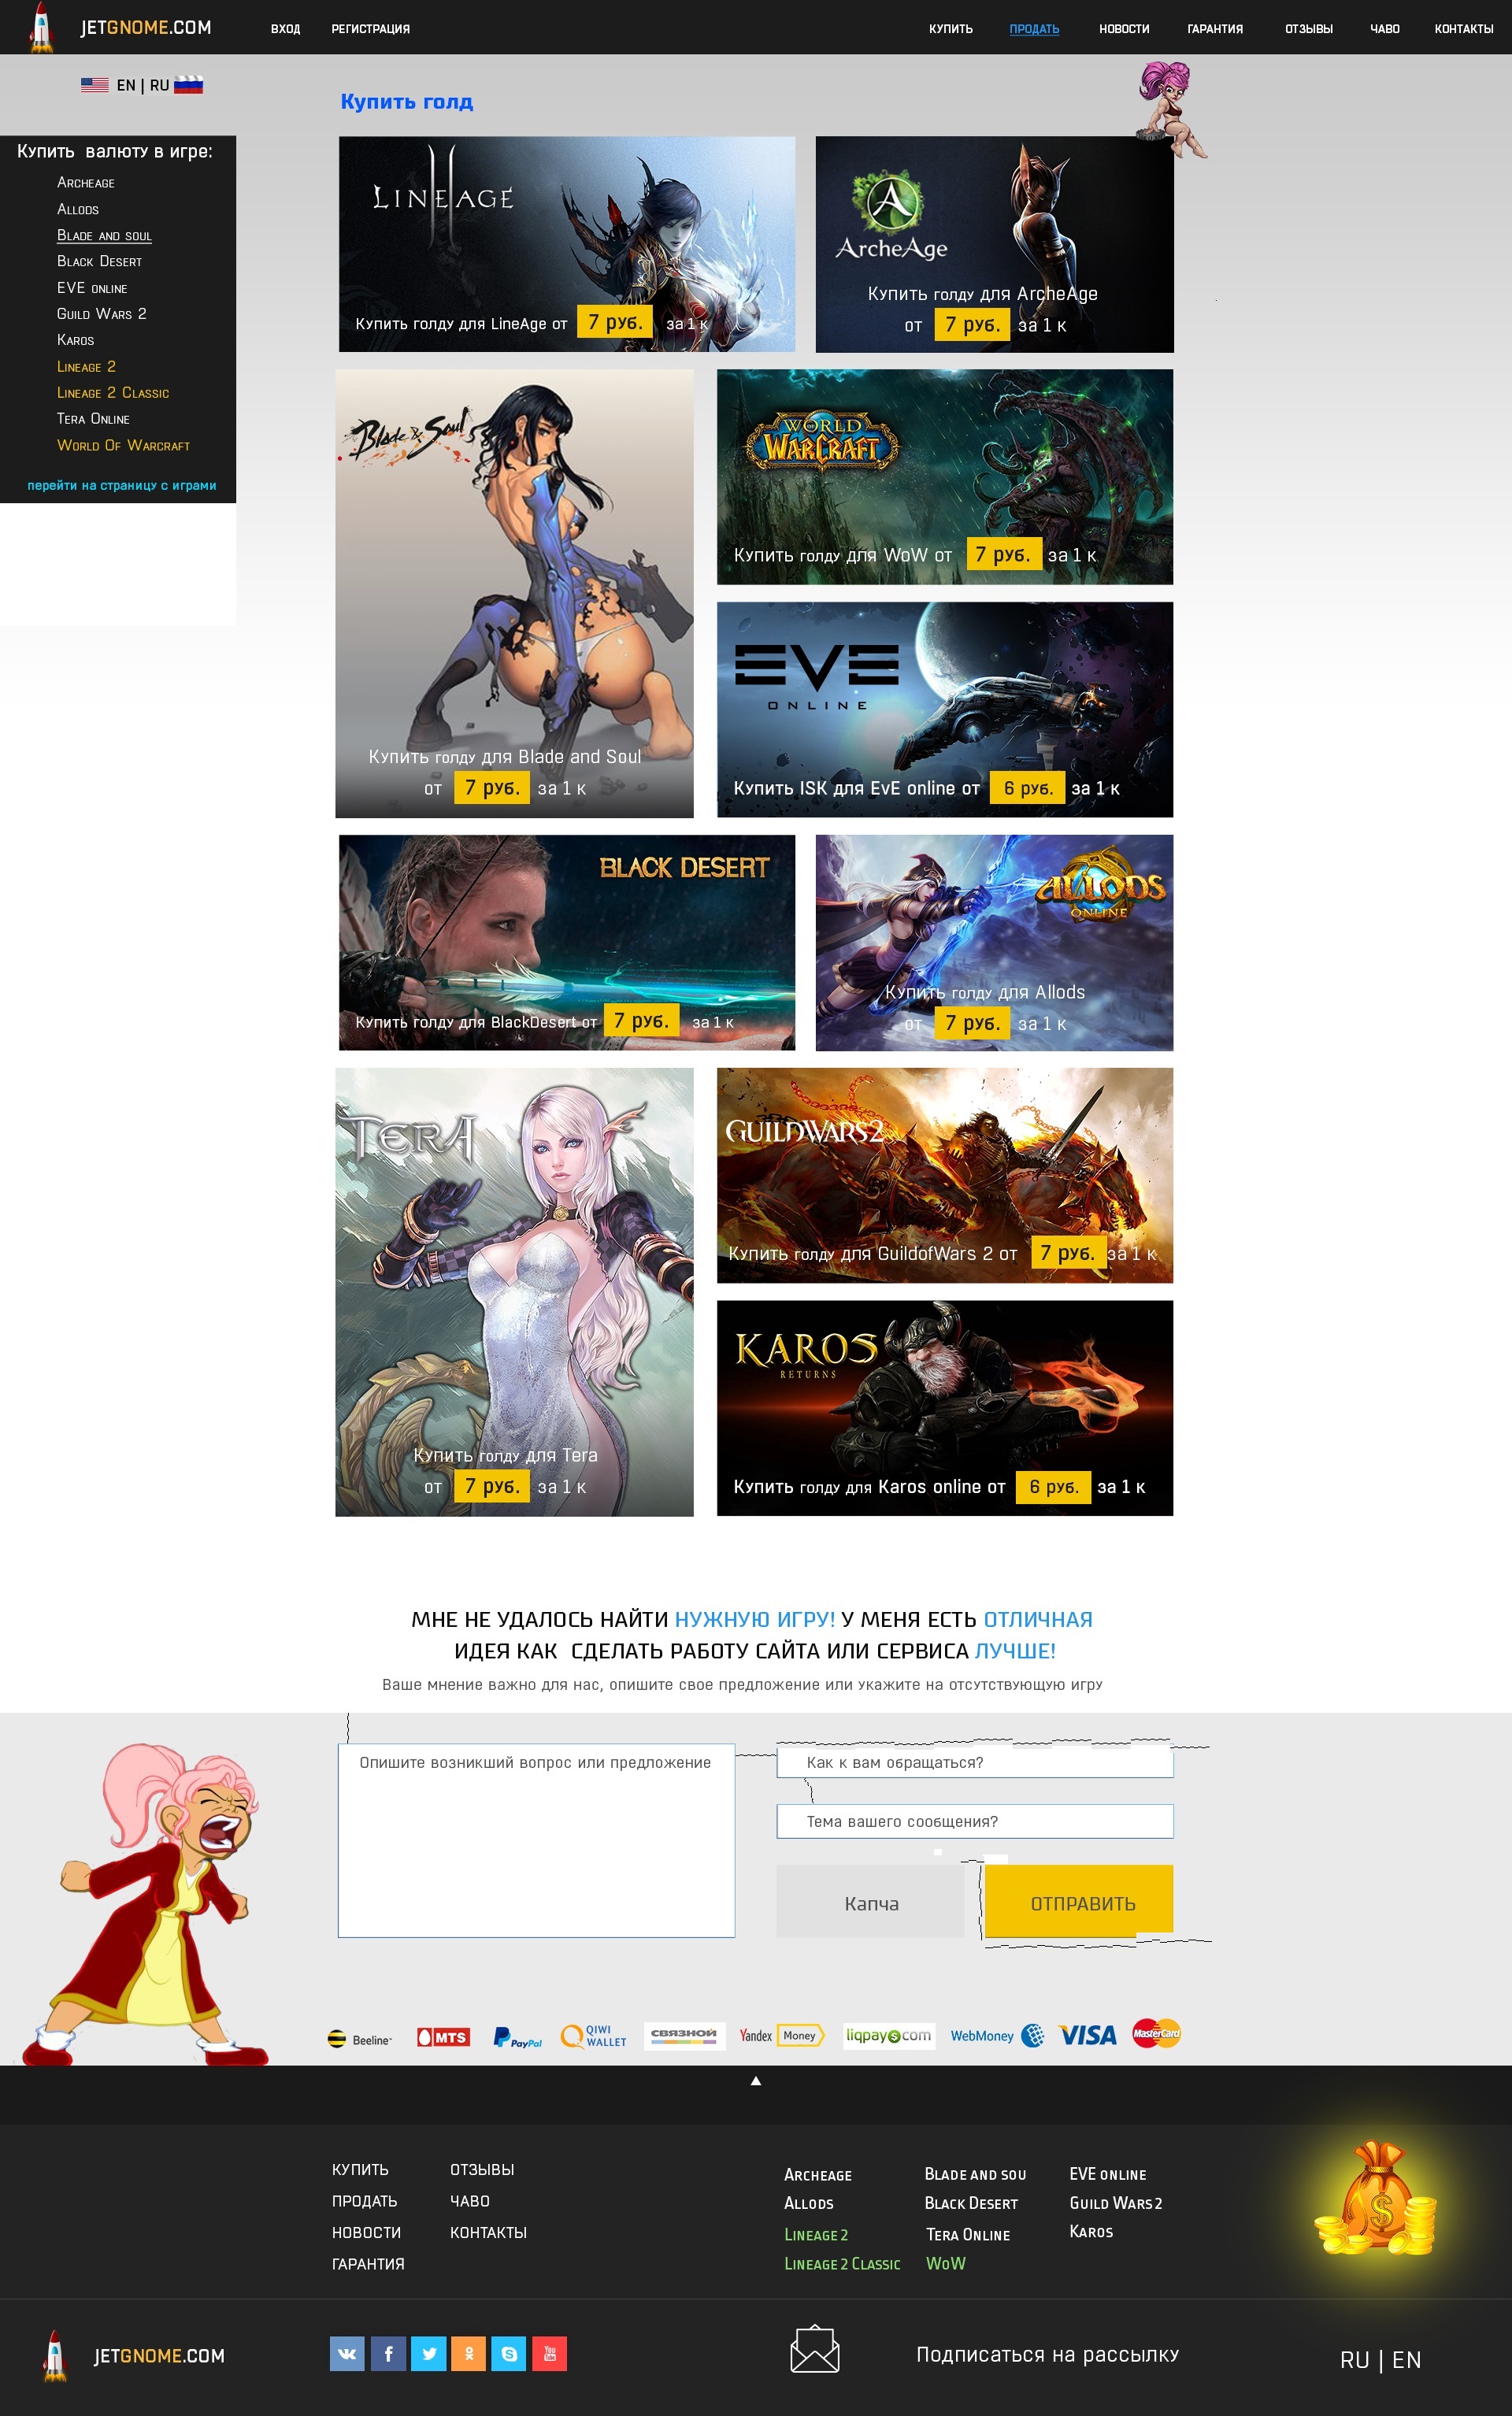 JETGNOME.COM
ВХОД
РЕГИСТРАЦИЯ
КУПИТЬ
ПРОДАТЬ
НОВОСТИ
ГАРАНТИЯ
ОТЗЫВЫ
ЧАВО
КОНТАКТЫ
EN | RU
Купить голд
Купить валюту в игре:
Archeage
Allods
Blade and soul
Black Desert
EVE online
Guild Wars 2
Karos
Lineage 2
Lineage 2 Classic
Tera Online
World Of Warcraft
перейти на страницу с играми
LINEAGE
Купить голду для LineAge от 7 руб. за 1 к
A
ArcheAge
Купить голду для ArcheAge
от 7 руб. за 1 к
Blade & Soul
Купить голду для Blade and Soul
от 7 руб. за 1 к
WORLD
OF
WARCRAFT
Купить голду для WoW от 7 руб. за 1 к
EVE
ONLINE
Купить ISK для EvE online от 6 руб. за 1 к
BLACK DESERT
Купить голду для BlackDesert от 7 руб. за 1 к
ALLODS
ONLINE
Купить голду для Allods
от 7 руб. за 1 к
TERA
Купить голду для Tera
от 7 руб. за 1 к
GUILD WARS 2
Купить голду для GuildofWars 2 от 7 руб. за 1 к
KAROS
RETURNS
Купить голду для Karos online от 6 руб. за 1 к
МНЕ НЕ УДАЛОСЬ НАЙТИ НУЖНУЮ ИГРУ! У МЕНЯ ЕСТЬ ОТЛИЧНАЯ
ИДЕЯ КАК СДЕЛАТЬ РАБОТУ САЙТА ИЛИ СЕРВИСА ЛУЧШЕ!
Ваше мнение важно для нас, опишите свое предложение или укажите на отсутствующую игру
Опишите возникший вопрос или предложение
Как к вам обращаться?
Тема вашего сообщения?
Капча
ОТПРАВИТЬ
Beeline™
МТС
PayPal
QIWI
WALLET
СВЯЗНОЙ
Yandex Money
liqpay$com
WebMoney
VISA
MasterCard
КУПИТЬ
ПРОДАТЬ
НОВОСТИ
ГАРАНТИЯ
ОТЗЫВЫ
ЧАВО
КОНТАКТЫ
Archeage
Allods
Lineage 2
Lineage 2 Classic
Blade and sou
Black Desert
Tera Online
WoW
EVE online
Guild Wars 2
Karos
$
JETGNOME.COM
You
Tube
Подписаться на рассылку
RU | EN